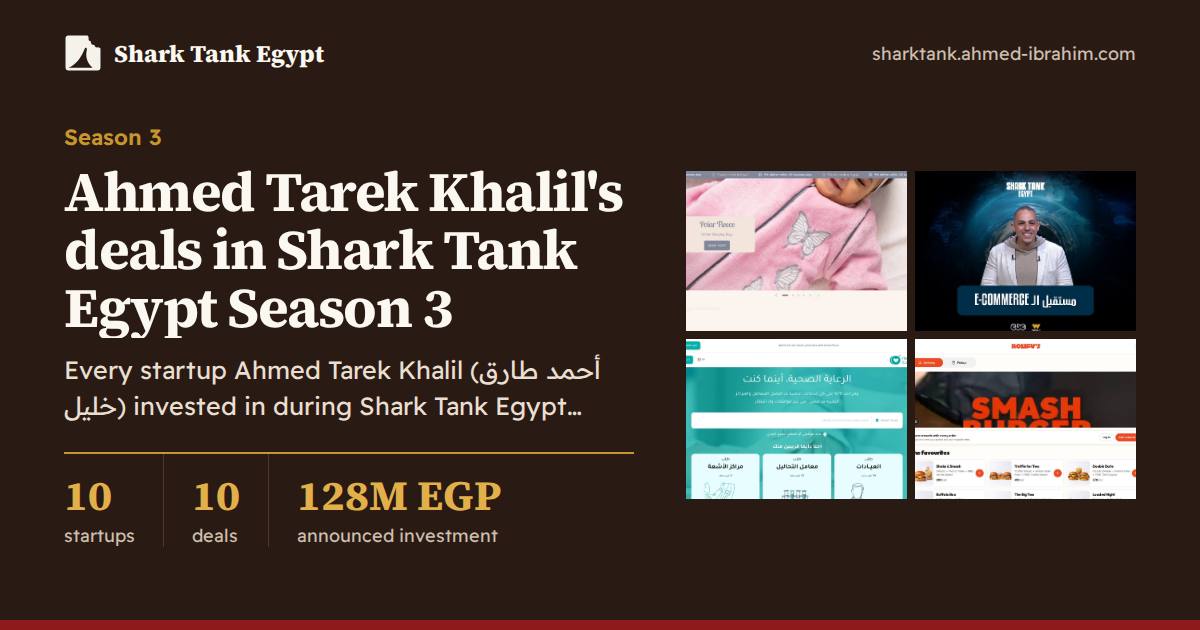 Shark Tank Egypt
sharktank.ahmed-ibrahim.com
Season 3
Ahmed Tarek Khalil's
deals in Shark Tank
Egypt Season 3
Every startup Ahmed Tarek Khalil (أحمد طارق
خليل) invested in during Shark Tank Egypt...
10
startups
10
deals
128M EGP
announced investment
Polar Fleece
SHARK TANK
EGYPT
مستقبل الـ E-COMMERCE
الرعاية الصحية، أينما كنت
العيادات
معامل التحاليل
مراكز الأشعة
SMASH
BURGER